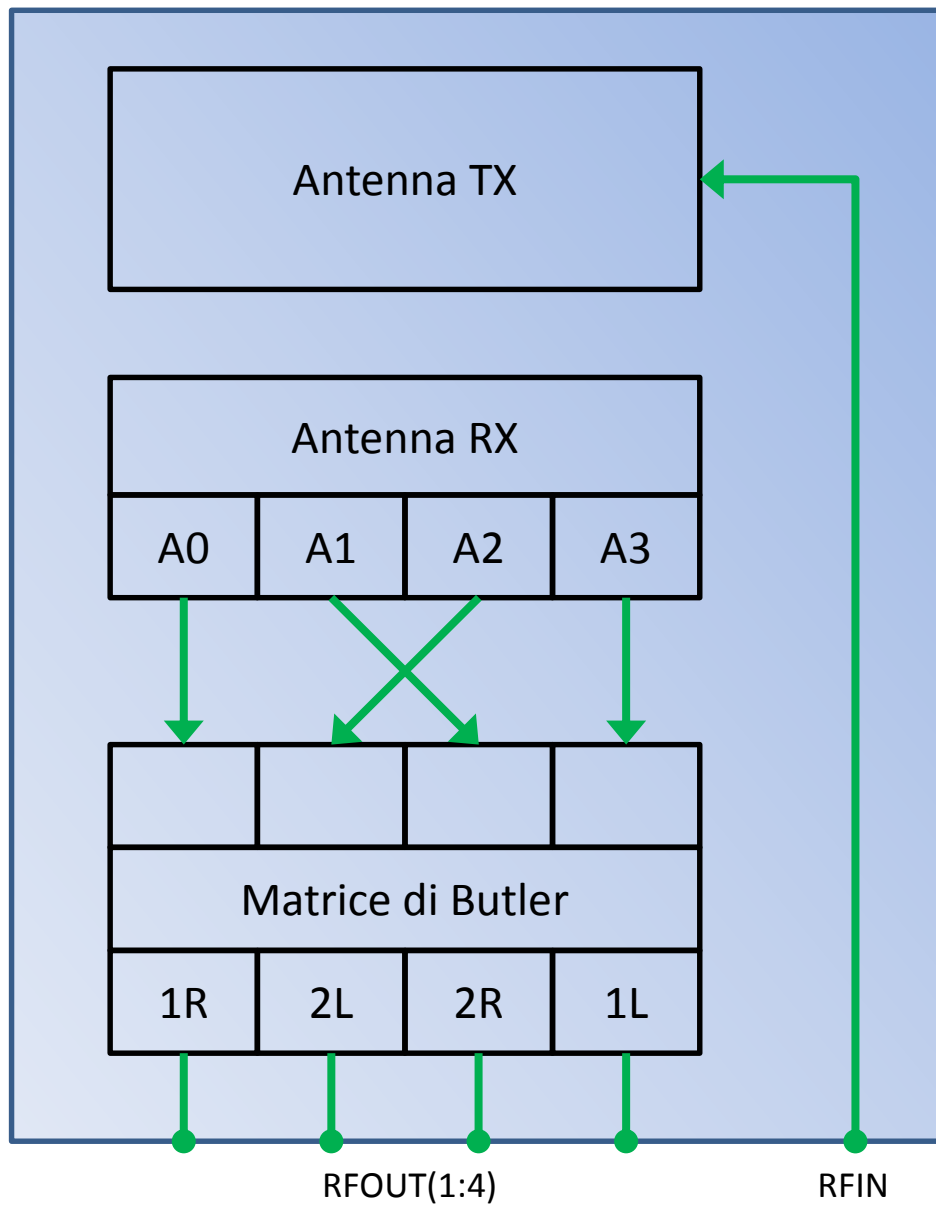 Antenna TX
Antenna RX
A0 A1 A2 A3
Matrice di Butler
1R 2L 2R 1L
RFOUT(1:4) RFIN